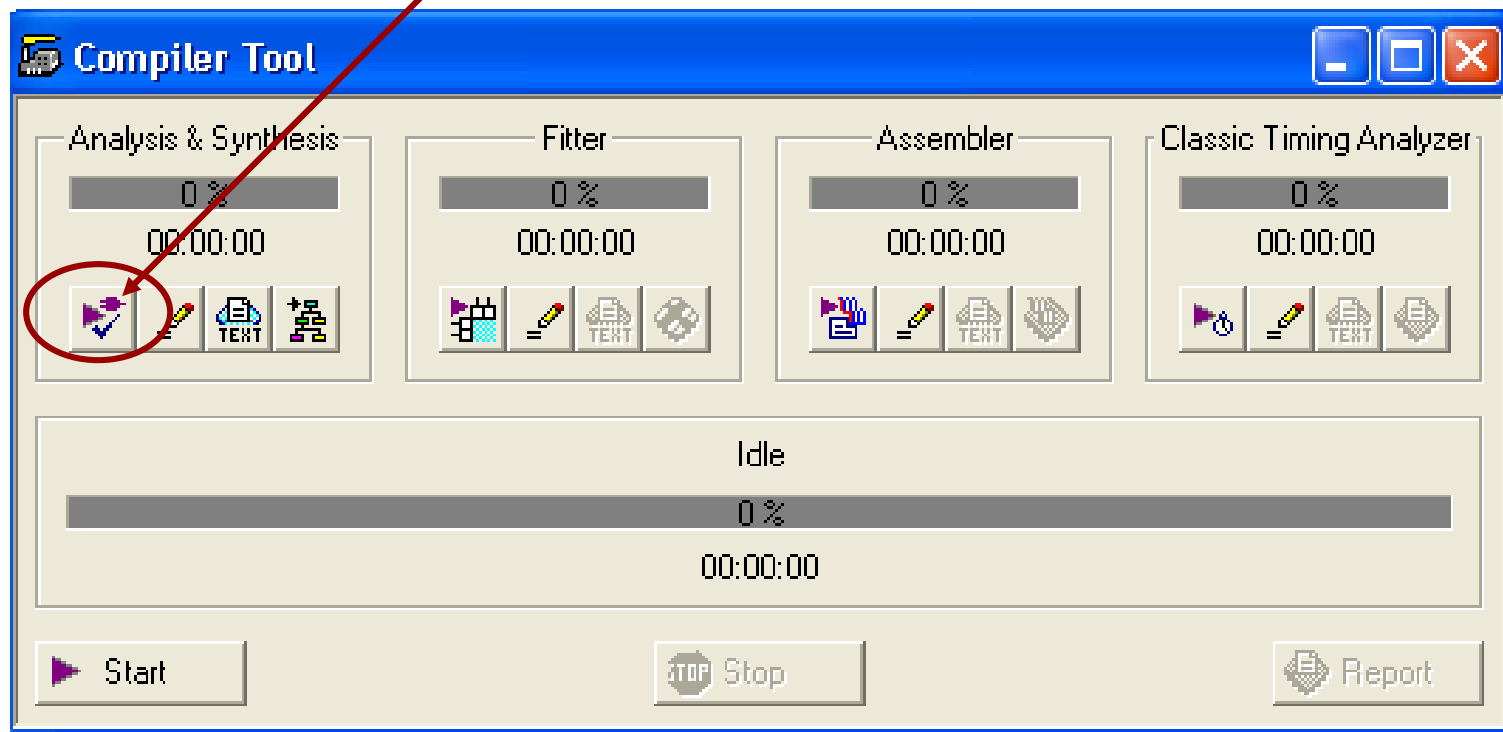 Compiler Tool
Analysis & Synthesis Fitter Assembler Classic Timing Analyzer
0 % 0 % 0 % 0 %
00:00:00 00:00:00 00:00:00 00:00:00
TEXT TEXT TEXT TEXT
Idle
0 %
00:00:00
Start STOP Stop Report